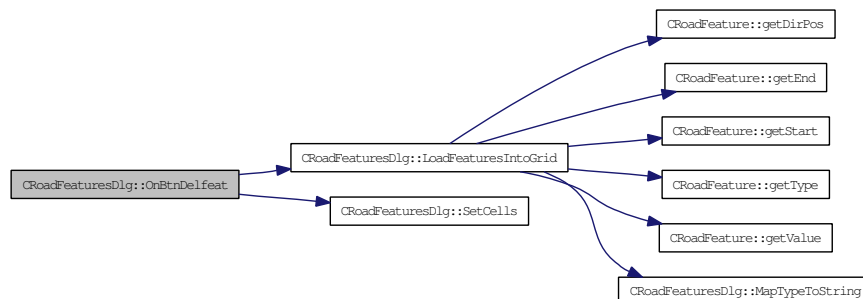 CRoadFeature::getDirPos
CRoadFeature::getEnd
CRoadFeature::getStart
CRoadFeaturesDlg::LoadFeaturesIntoGrid
CRoadFeaturesDlg::OnBtnDelfeat
CRoadFeature::getType
CRoadFeaturesDlg::SetCells
CRoadFeature::getValue
CRoadFeaturesDlg::MapTypeToString